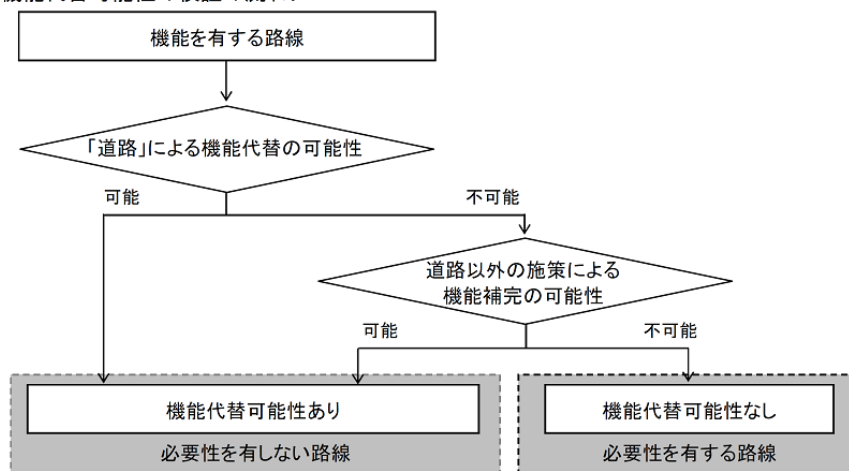 機能を有する路線
「道路」による機能代替の可能性
可能
不可能
道路以外の施策による
機能補完の可能性
可能
不可能
機能代替可能性あり
機能代替可能性なし
必要性を有しない路線
必要性を有する路線